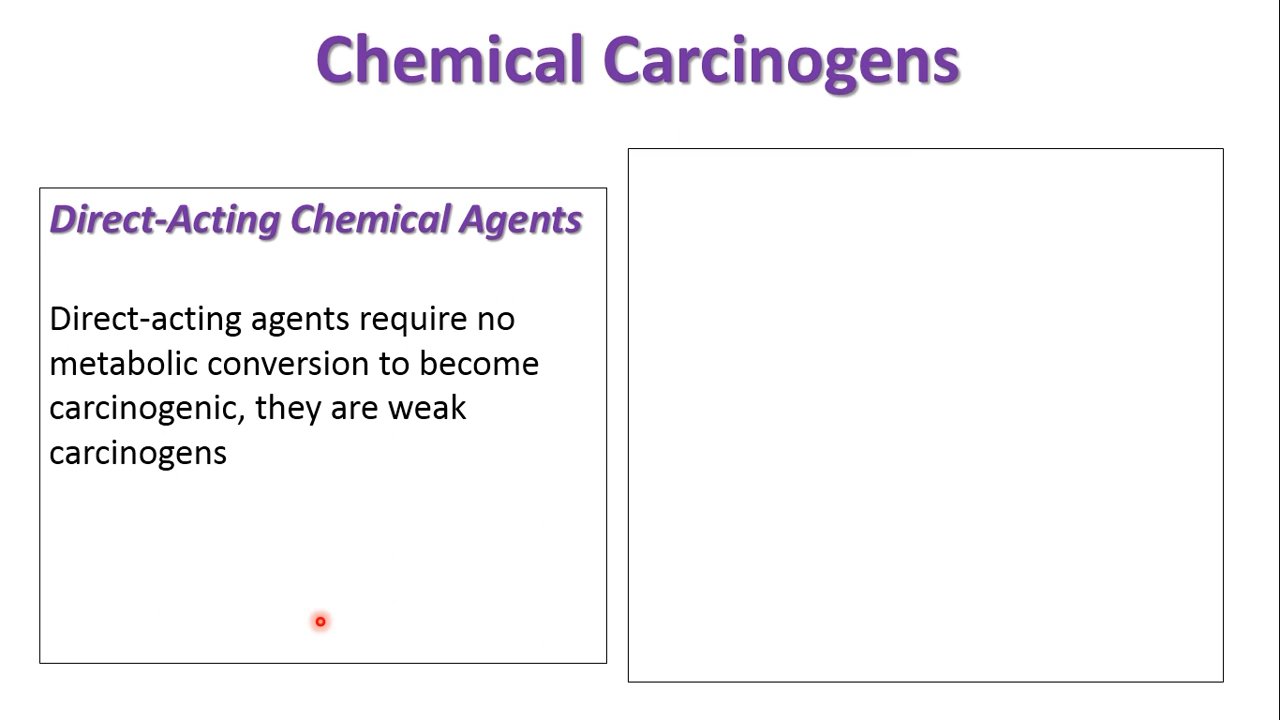 Chemical Carcinogens
Direct-Acting Chemical Agents
Direct-acting agents require no
metabolic conversion to become
carcinogenic, they are weak
carcinogens